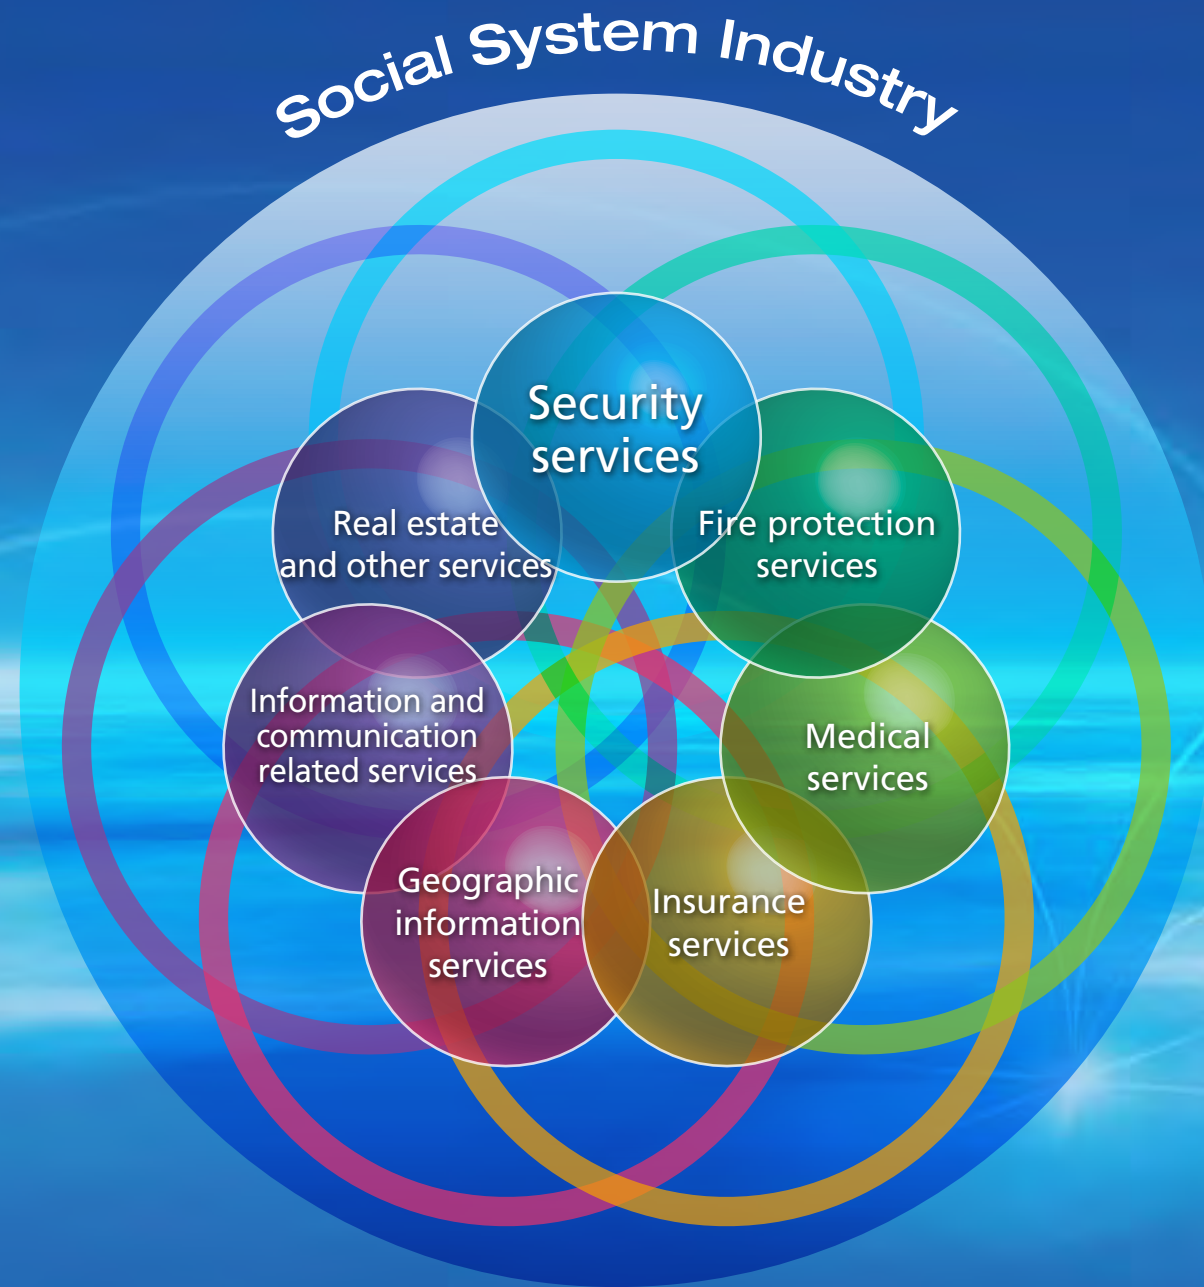 Social System Industry
Security
services
Real estate
and other services
Fire protection
services
Information and
communication
related services
Medical
services
Geographic
information
services
Insurance
services